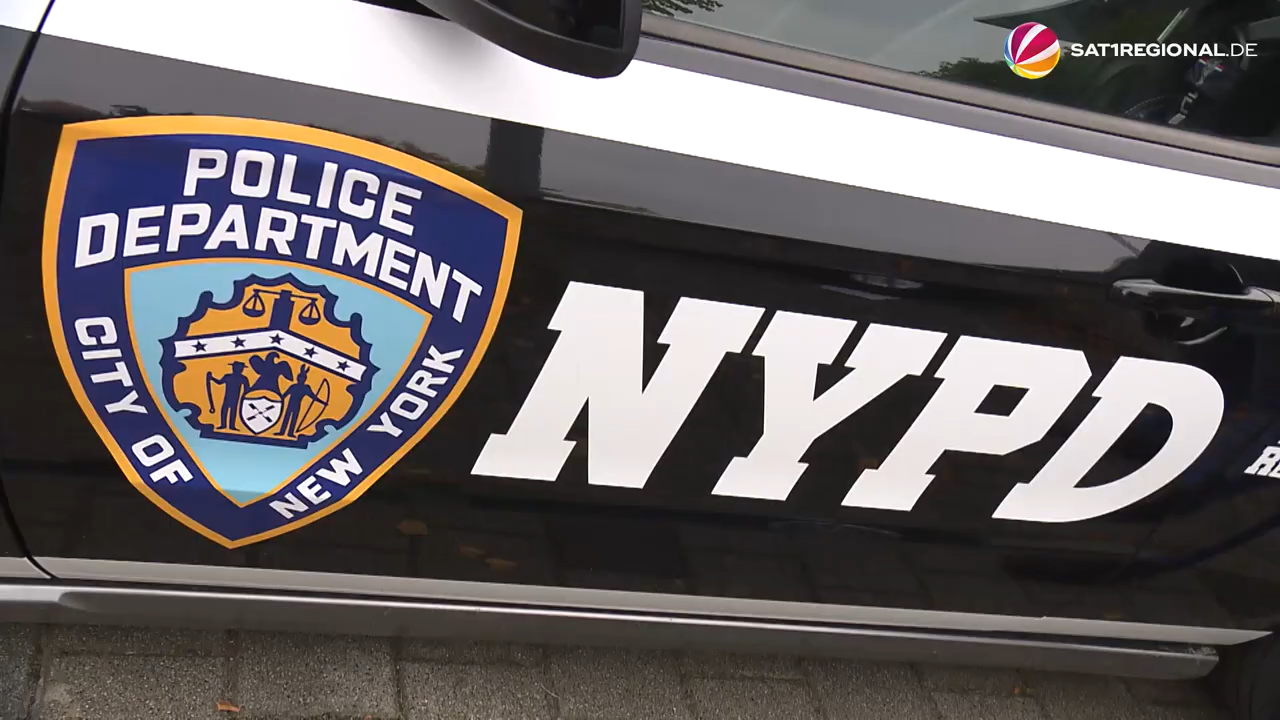 SAT1REGIONAL.DE
POLICE
DEPARTMENT
CITY OF
NEW YORK
NYPD